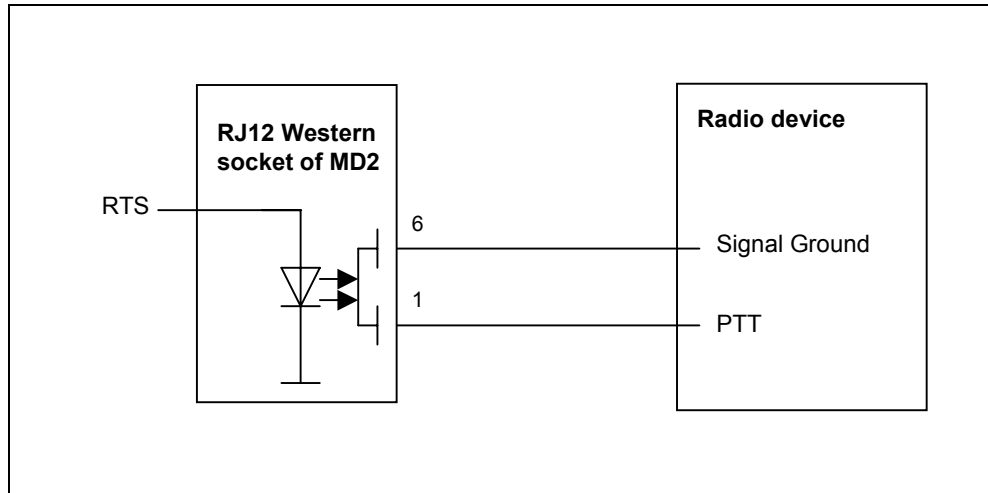 RJ12 Western
socket of MD2
Radio device
RTS
6
Signal Ground
1
PTT